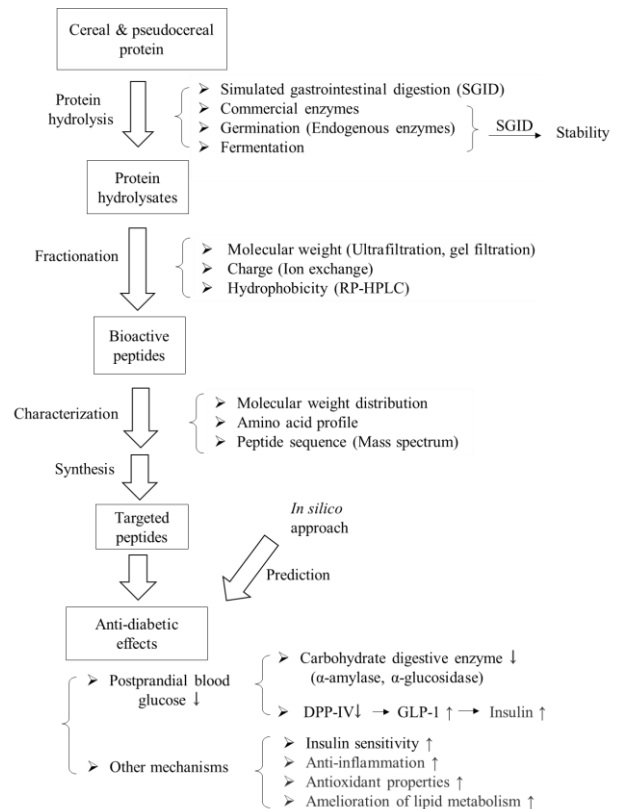 Cereal & pseudocereal
protein
Protein
hydrolysis
➢ Simulated gastrointestinal digestion (SGID)
➢ Commercial enzymes
➢ Germination (Endogenous enzymes)
➢ Fermentation
SGID
Stability
Protein
hydrolysates
Fractionation
➢ Molecular weight (Ultrafiltration, gel filtration)
➢ Charge (Ion exchange)
➢ Hydrophobicity (RP-HPLC)
Bioactive
peptides
Characterization
➢ Molecular weight distribution
➢ Amino acid profile
➢ Peptide sequence (Mass spectrum)
Synthesis
Targeted
peptides
In silico
approach
Prediction
Anti-diabetic
effects
➢ Postprandial blood
glucose ↓
➢ Carbohydrate digestive enzyme ↓
(α-amylase, α-glucosidase)
➢ DPP-IV↓ → GLP-1 ↑ → Insulin ↑
➢ Other mechanisms
➢ Insulin sensitivity ↑
➢ Anti-inflammation ↑
➢ Antioxidant properties ↑
➢ Amelioration of lipid metabolism ↑